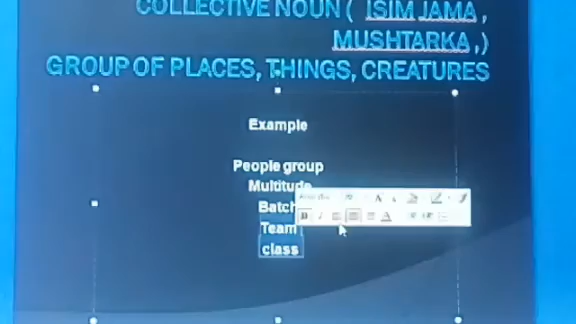 COLLECTIVE NOUN ( ISIM JAMA ,
MUSHTARKA ,)
GROUP OF PLACES, THINGS, CREATURES
Example
People group
Multitude
Batch
Team
class